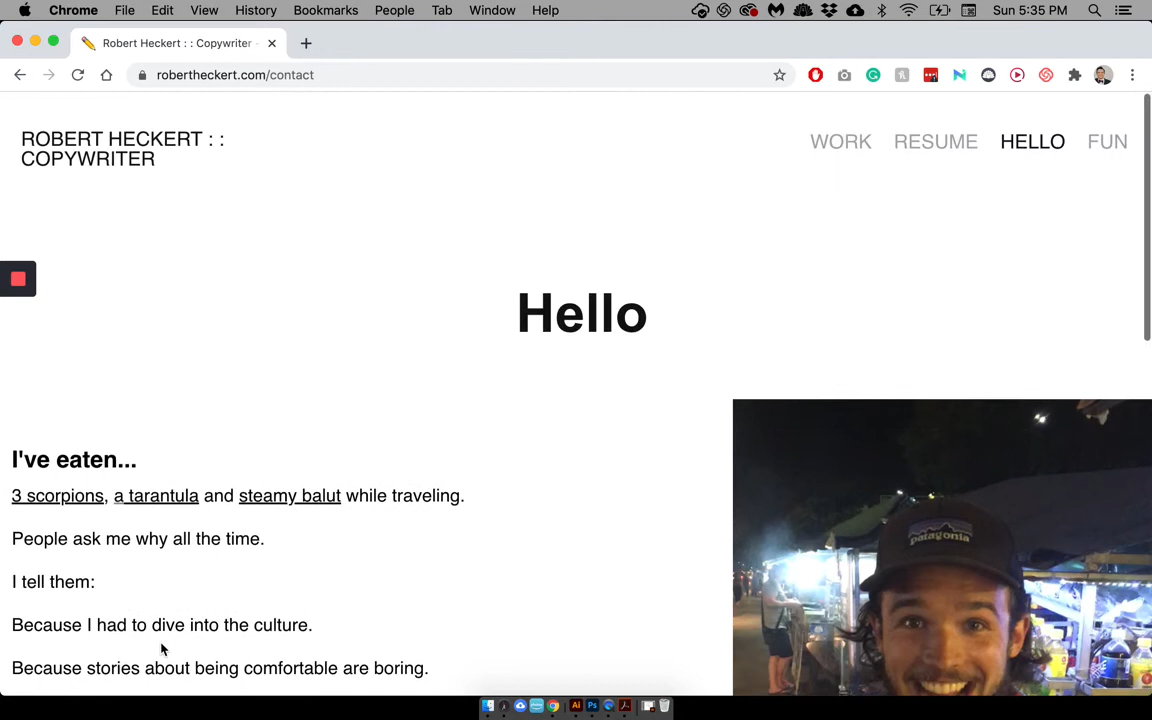 Chrome File Edit View History Bookmarks People Tab Window Help Sun 5:35 PM
Robert Heckert : : Copywriter
robertheckert.com/contact
ROBERT HECKERT : :
COPYWRITER
WORK RESUME HELLO FUN
Hello
I've eaten...
3 scorpions, a tarantula and steamy balut while traveling.
patagonia
People ask me why all the time.
I tell them:
Because I had to dive into the culture.
Because stories about being comfortable are boring.